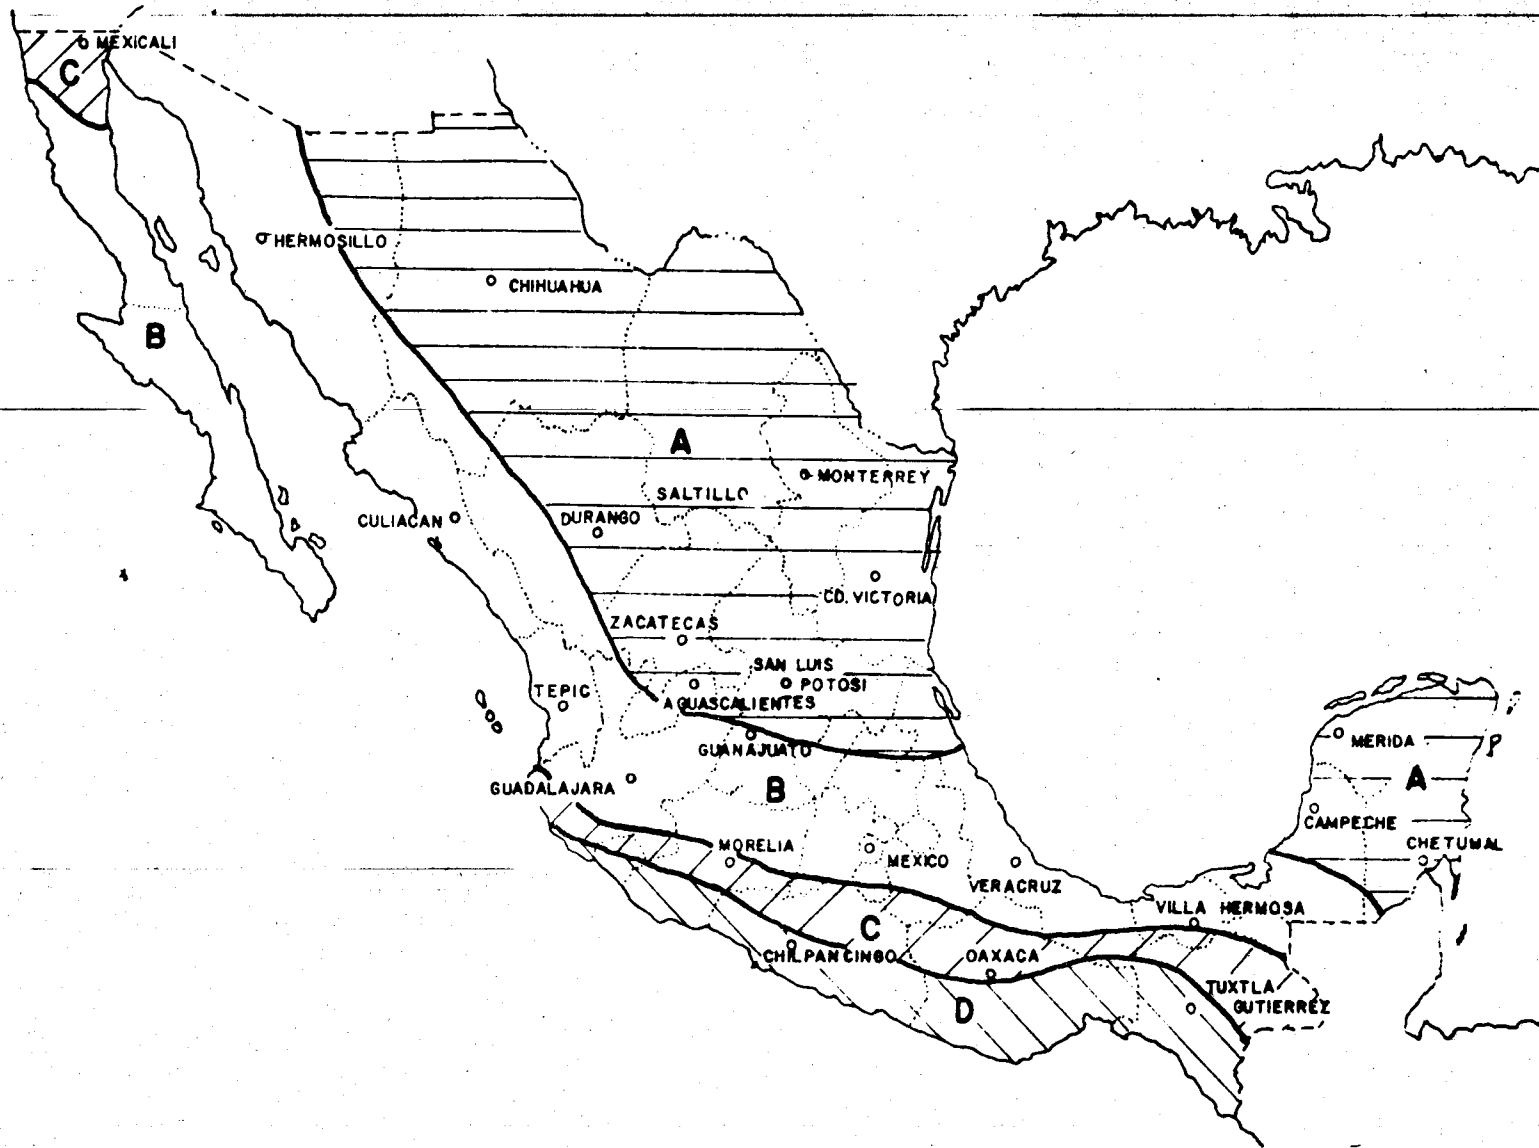 MEXICALI
C
HERMOSILLO
CHIHUAHUA
B
A
MONTERREY
SALTILLO
CULIACAN
DURANGO
CD. VICTORIA
ZACATECAS
SAN LUIS
POTOSI
TEPIC
AGUASCALIENTES
MERIDA
GUANAJUATO
A
GUADALAJARA
B
CAMPECHE
MORELIA
CHETUMAL
MEXICO
VERACRUZ
VILLA HERMOSA
C
CHILPANCINGO
OAXACA
TUXTLA
GUTIERREZ
D